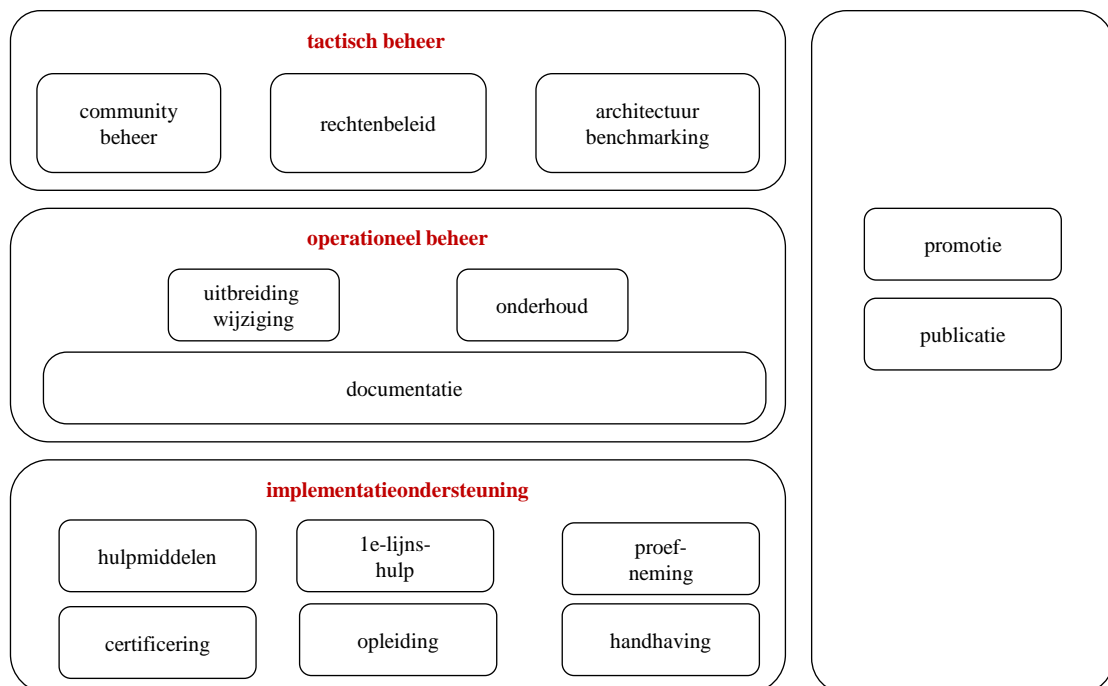 tactisch beheer
community
beheer
rechtenbeleid
architectuur
benchmarking
operationeel beheer
uitbreiding
wijziging
onderhoud
documentatie
implementatieondersteuning
hulpmiddelen
1e-lijns-
hulp
proef-
neming
certificering
opleiding
handhaving
promotie
publicatie